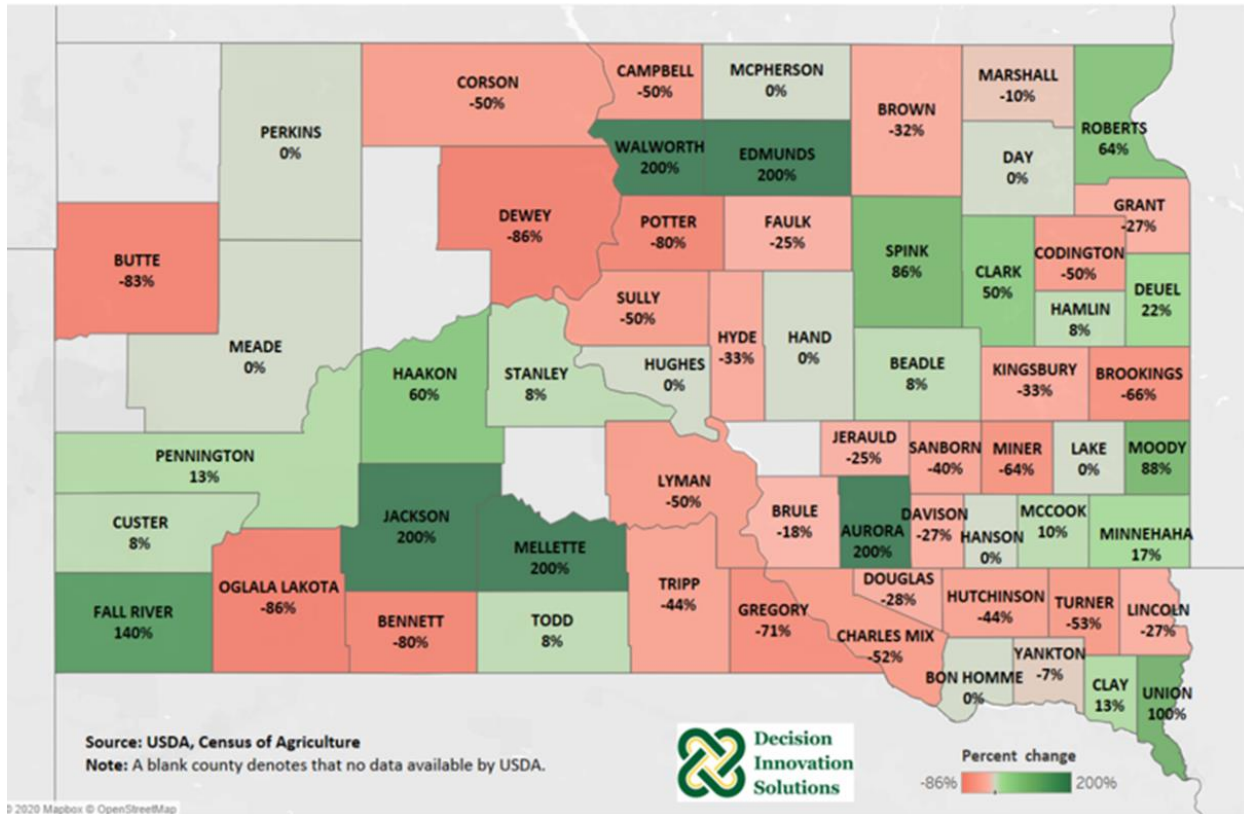 CORSON
-50%
CAMPBELL
-50%
MCPHERSON
0%
BROWN
-32%
MARSHALL
-10%
ROBERTS
64%
PERKINS
0%
WALWORTH
200%
EDMUNDS
200%
DAY
0%
GRANT
-27%
BUTTE
-83%
DEWEY
-86%
POTTER
-80%
FAULK
-25%
SPINK
86%
CLARK
50%
CODINGTON
-50%
DEUEL
22%
HAMLIN
8%
SULLY
-50%
HYDE
-33%
HAND
0%
MEADE
0%
HAAKON
60%
STANLEY
8%
HUGHES
0%
BEADLE
8%
KINGSBURY
-33%
BROOKINGS
-66%
PENNINGTON
13%
LYMAN
-50%
JERAULD
-25%
SANBORN
-40%
MINER
-64%
LAKE
0%
MOODY
88%
CUSTER
8%
JACKSON
200%
MELLETTE
200%
BRULE
-18%
AURORA
200%
DAVISON
-27%
HANSON
0%
MCCOOK
10%
MINNEHAHA
17%
FALL RIVER
140%
OGLALA LAKOTA
-86%
BENNETT
-80%
TODD
8%
TRIPP
-44%
GREGORY
-71%
DOUGLAS
-28%
CHARLES MIX
-52%
HUTCHINSON
-44%
TURNER
-53%
LINCOLN
-27%
BON HOMME
0%
YANKTON
-7%
CLAY
13%
UNION
100%
Source: USDA, Census of Agriculture
Note: A blank county denotes that no data available by USDA.
Decision
Innovation
Solutions
Percent change
-86% 200%
© 2020 Mapbox © OpenStreetMap